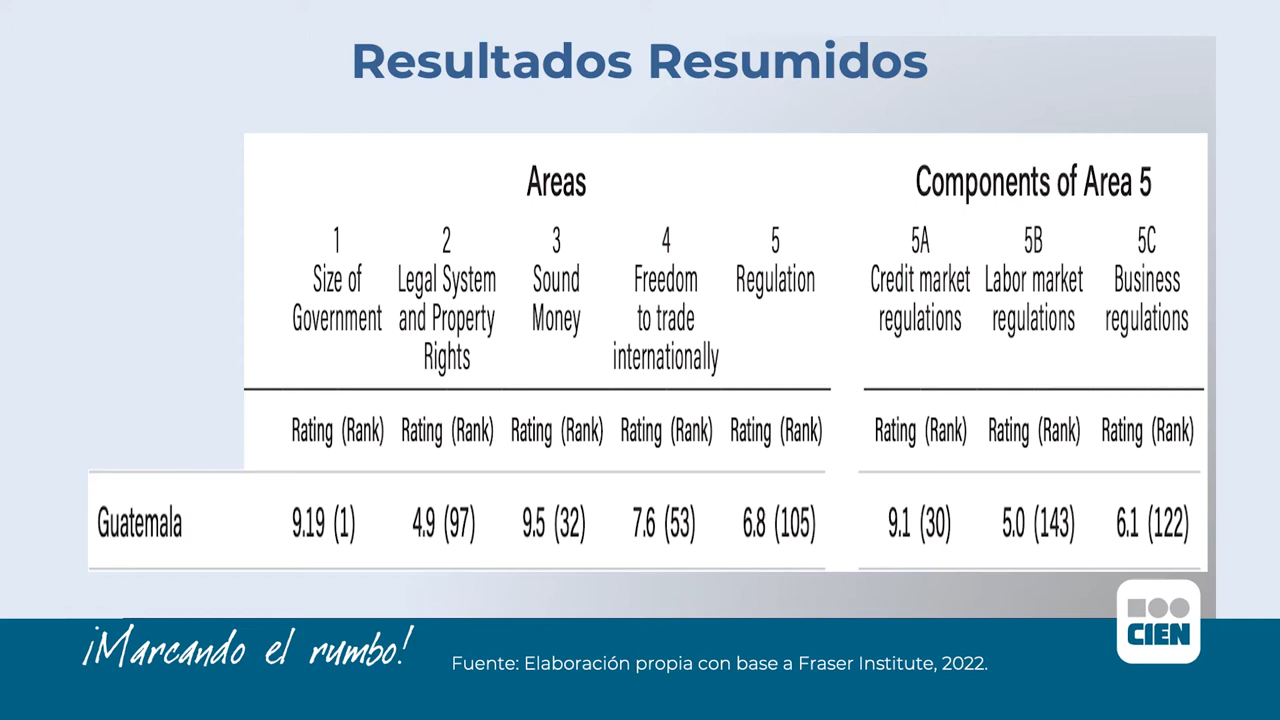 Resultados Resumidos
Areas
Components of Area 5
1 2 3 4 5 5A 5B 5C
Size of Legal System Sound Freedom Regulation Credit market Labor market Business
Government and Property Money to trade regulations regulations regulations
Rights internationally
Rating (Rank) Rating (Rank) Rating (Rank) Rating (Rank) Rating (Rank) Rating (Rank) Rating (Rank) Rating (Rank)
Guatemala 9.19 (1) 4.9 (97) 9.5 (32) 7.6 (53) 6.8 (105) 9.1 (30) 5.0 (143) 6.1 (122)
¡Marcando el rumbo!
Fuente: Elaboración propia con base a Fraser Institute, 2022.
CIEN